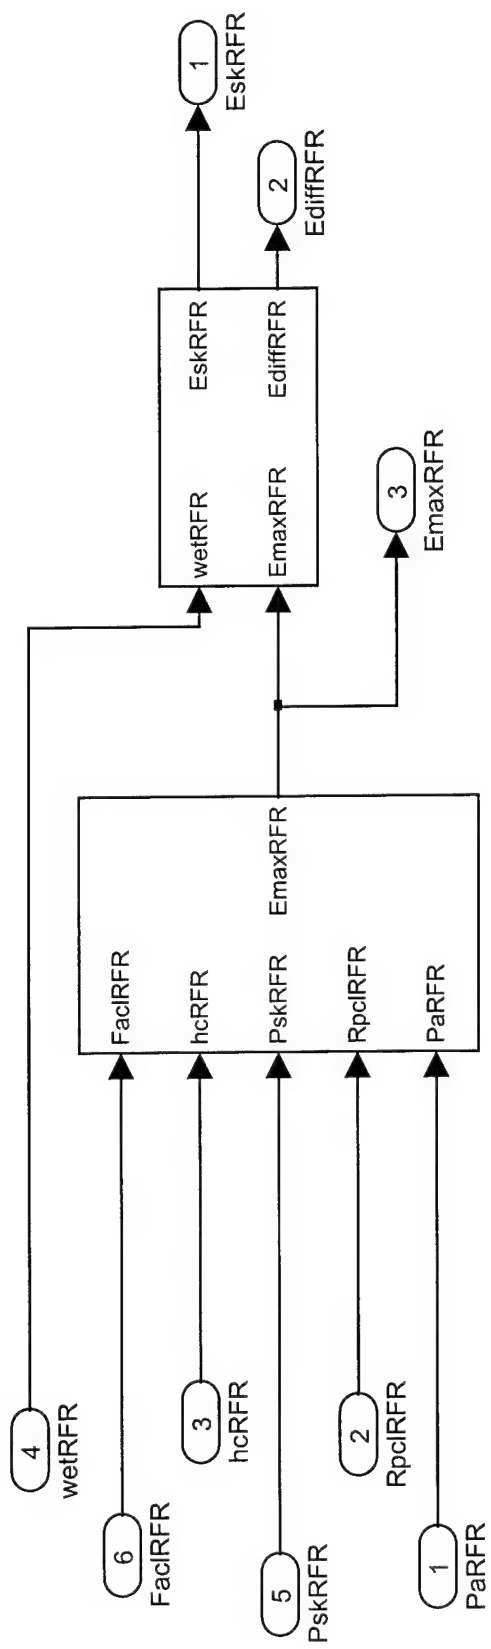 4
wetRFR
6
FaclRFR
3
hcRFR
5
PskRFR
2
RpclRFR
1
PaRFR
FaclRFR
hcRFR
PskRFR
RpclRFR
PaRFR
EmaxRFR
wetRFR
EmaxRFR
EskRFR
EdiffRFR
1
EskRFR
2
EdiffRFR
3
EmaxRFR